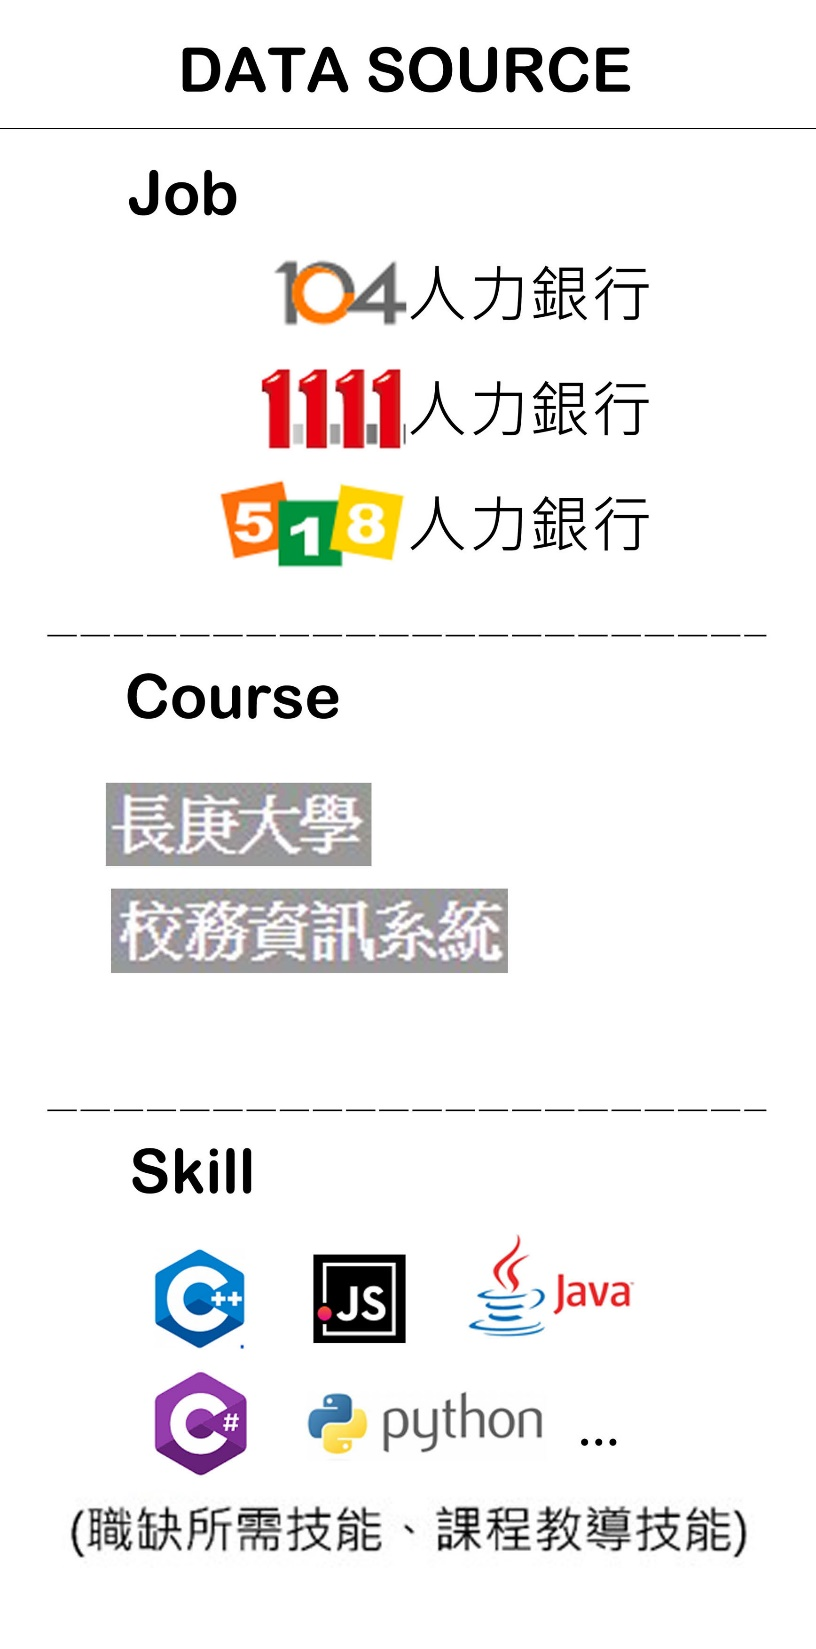 DATA SOURCE
Job
104人力銀行
1111人力銀行
518人力銀行
Course
長庚大學
校務資訊系統
Skill
C++ JS Java
C# python ...
(職缺所需技能、課程教導技能)